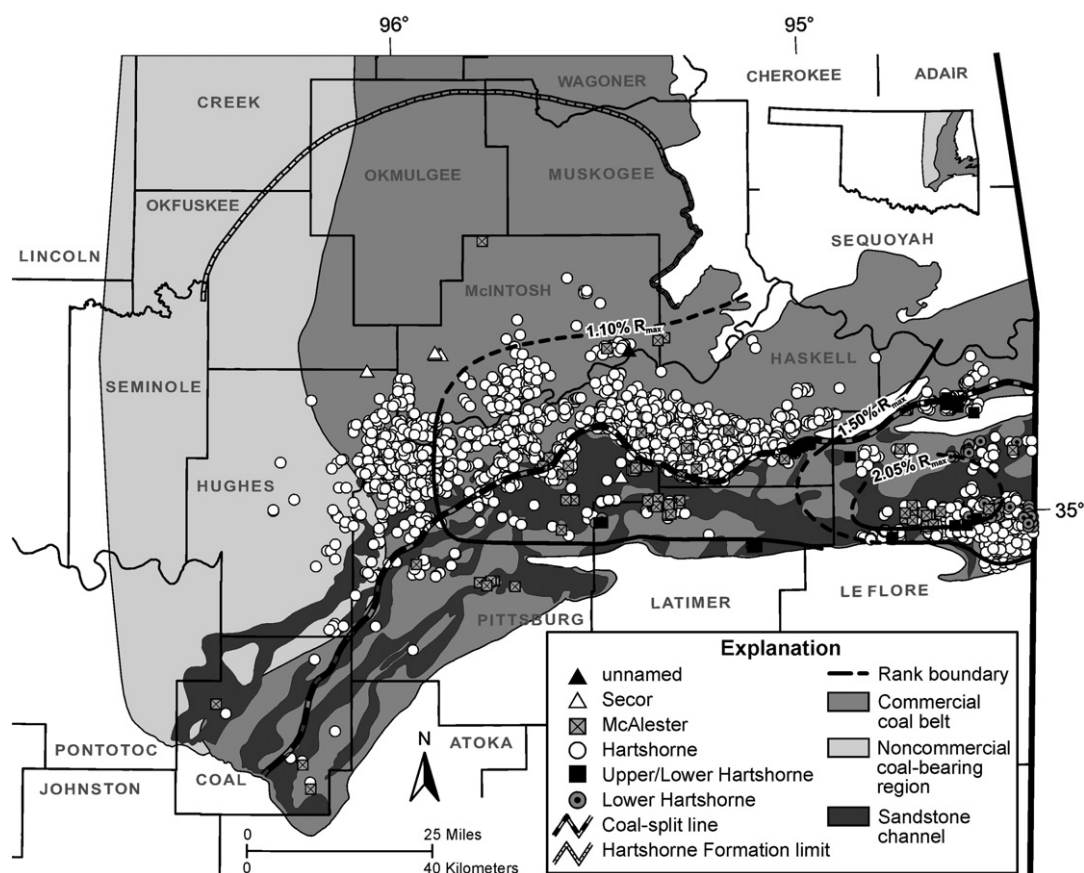 96°
95°
WAGONER
CHEROKEE
ADAIR
CREEK
OKMULGEE
MUSKOGEE
OKFUSKEE
LINCOLN
SEQUOYAH
McINTOSH
1.10% Rmax
HASKELL
SEMINOLE
1.50% Rmax
2.05% Rmax
HUGHES
35°
LATIMER
LE FLORE
PITTSBURG
Explanation
unnamed
Secor
McAlester
Hartshorne
Upper/Lower Hartshorne
Lower Hartshorne
Coal-split line
Hartshorne Formation limit
Rank boundary
Commercial
coal belt
Noncommercial
coal-bearing
region
Sandstone
channel
N
ATOKA
PONTOTOC
COAL
JOHNSTON
0 25 Miles
0 40 Kilometers